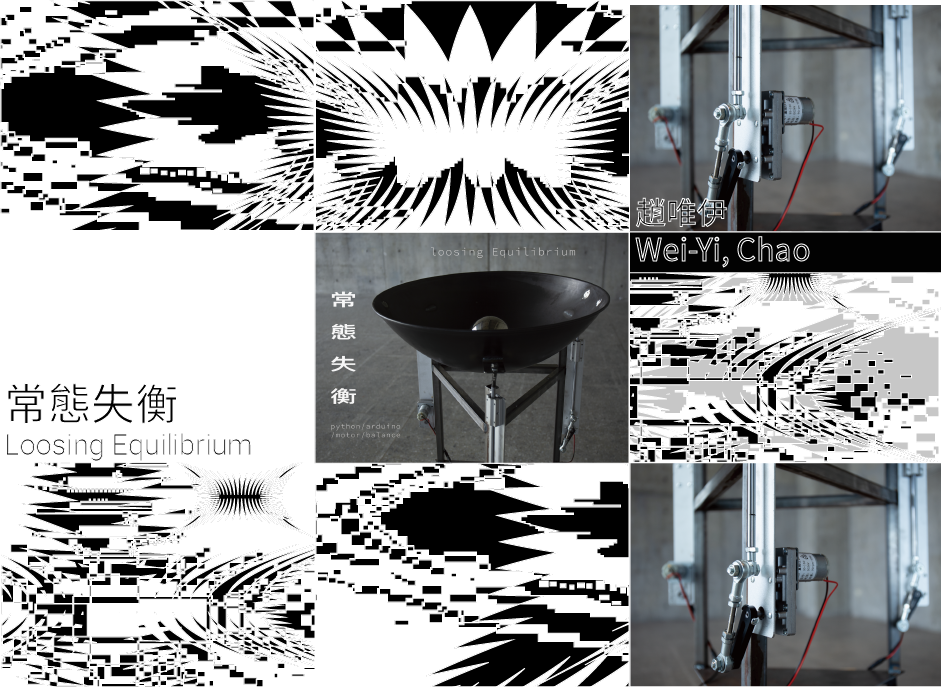 趙唯伊
Wei-Yi, Chao
loosing Equilibrium
常
態
失
衡
python/arduino
/motor/balance
常態失衡
Loosing Equilibrium